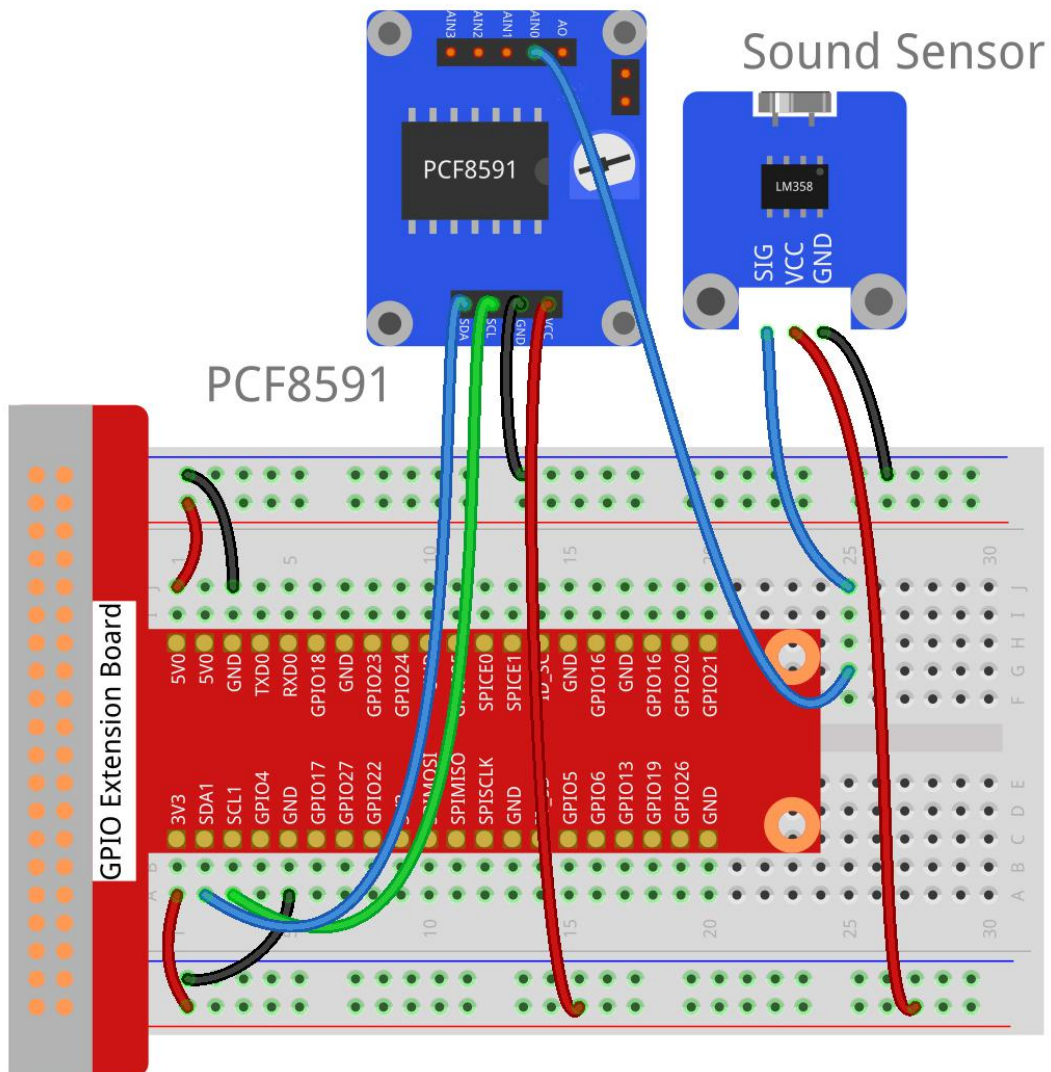 AIN3
AIN2
AIN1
AIN0
AO
Sound Sensor
PCF8591
LM358
SIG
VCC
GND
SDA
SCL
GND
VCC
PCF8591
1
5
10
15
20
25
30
J
J
I
I
H
G
F
5V0
5V0
GND
TXD0
RXD0
GPIO18
GND
GPIO23
GPIO24
SPICE0
SPICE1
GND
GPIO16
GND
GPIO16
GPIO20
GPIO21
GPIO Extension Board
3V3
SDA1
SCL1
GPIO4
GND
GPIO17
GPIO27
GPIO22
SPIMISO
SPISCLK
GND
GPIO5
GPIO6
GPIO13
GPIO19
GPIO26
GND
E
D
C
B
B
A
A
1
10
15
20
25
30